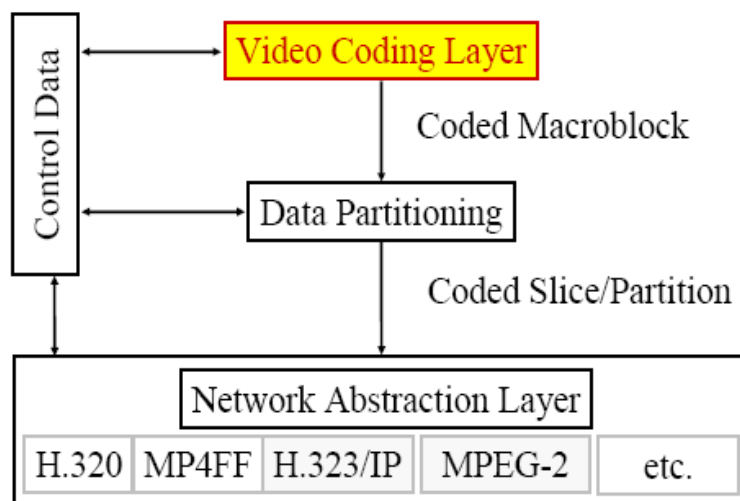 Control Data
Video Coding Layer
Coded Macroblock
Data Partitioning
Coded Slice/Partition
Network Abstraction Layer
H.320 MP4FF H.323/IP MPEG-2 etc.